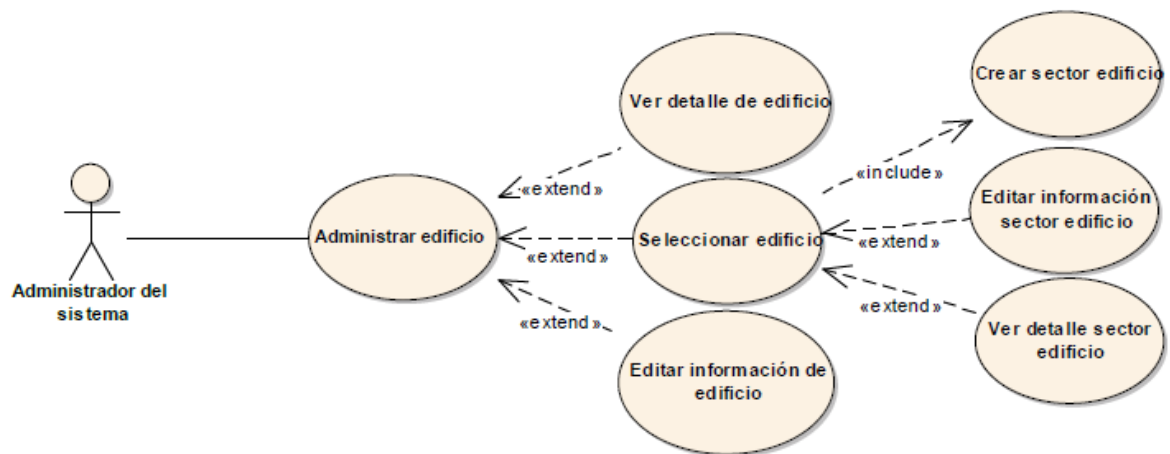 Administrador del
sistema
Administrar edificio
Ver detalle de edificio
«extend»
Seleccionar edificio
«extend»
Editar información de
edificio
«extend»
Crear sector edificio
«include»
Editar información
sector edificio
«extend»
Ver detalle sector
edificio
«extend»